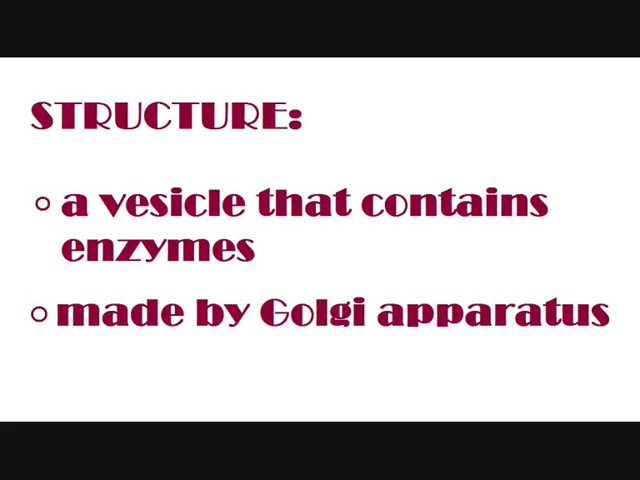 STRUCTURE:
○ a vesicle that contains
enzymes
○ made by Golgi apparatus